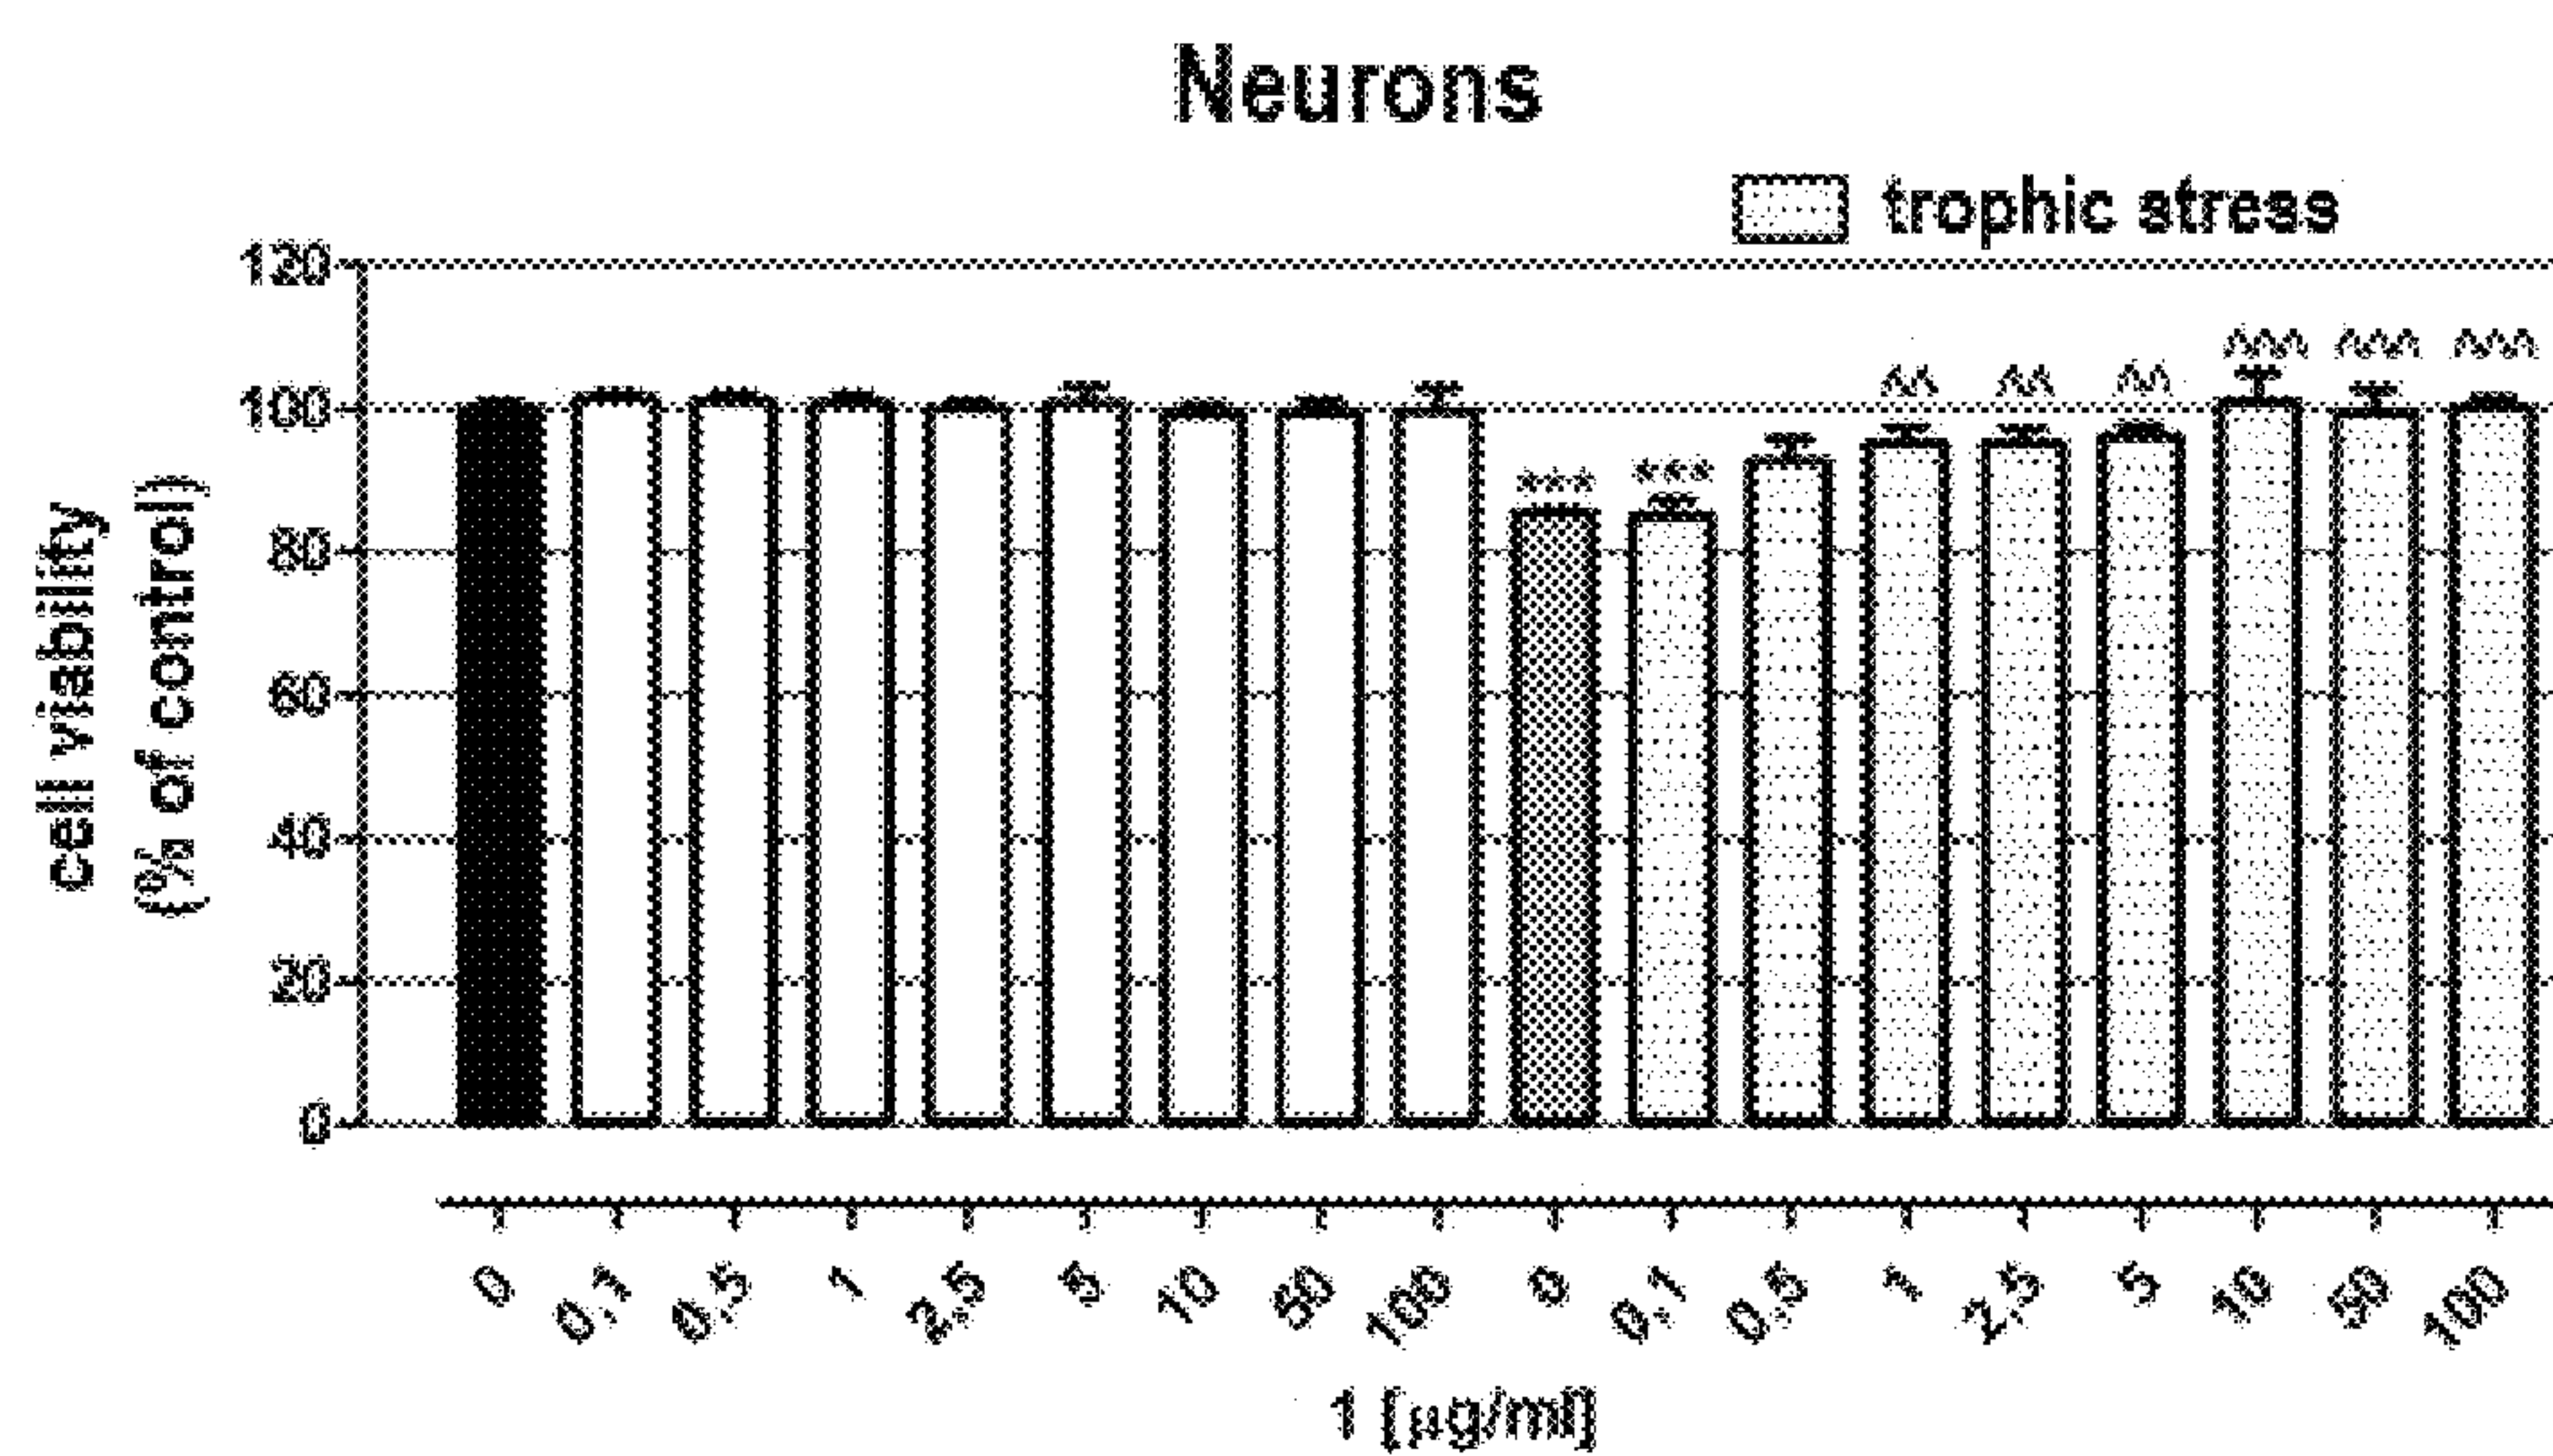 Neurons
trophic stress
120
100
80
60
40
20
0
cell viability
(% of control)
^^ ^^ ^^ ^^^ ^^^ ^^^
*** ***
0 0,1 0,5 1 2,5 5 10 50 100 0 0,1 0,5 1 2,5 5 10 50 100
1 [µg/ml]